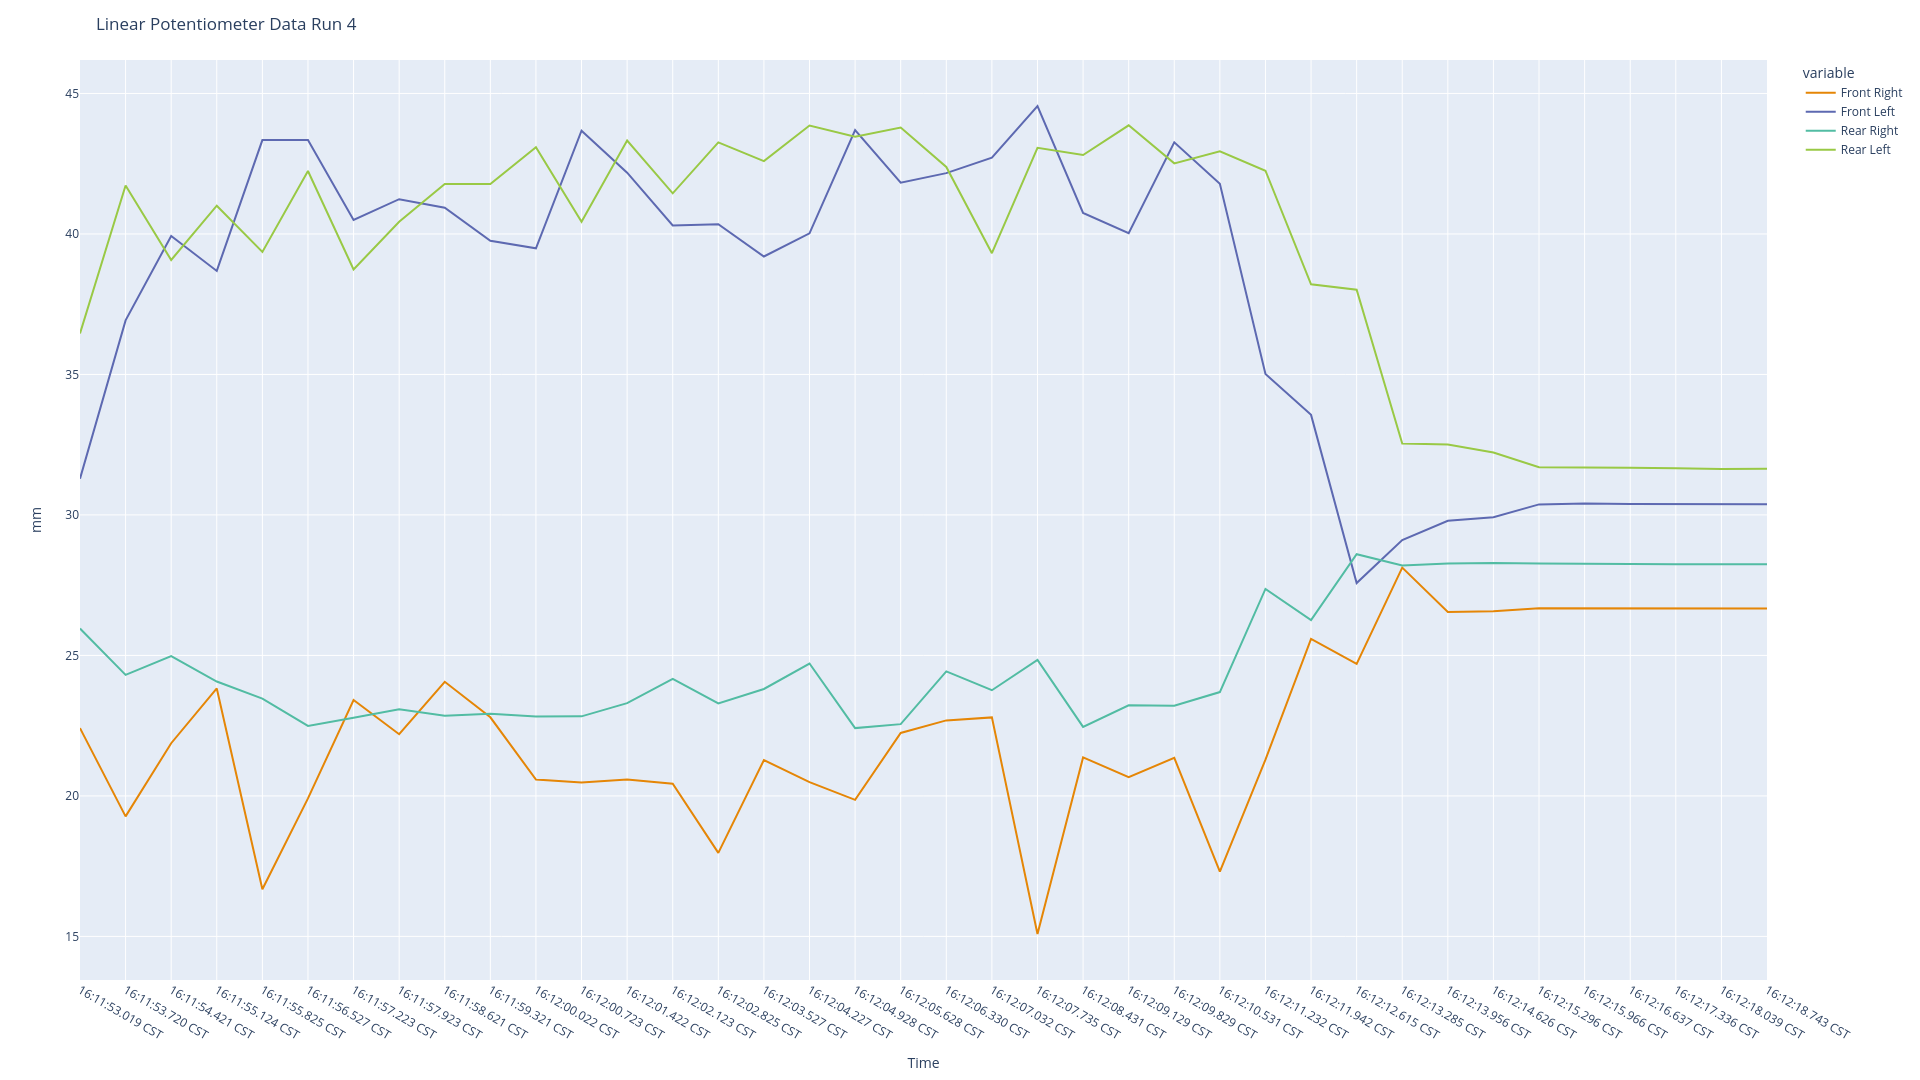 Linear Potentiometer Data Run 4
variable
Front Right
Front Left
Rear Right
Rear Left
45
40
35
30
25
20
15
mm
16:11:53.019 CST
16:11:53.720 CST
16:11:54.421 CST
16:11:55.124 CST
16:11:55.825 CST
16:11:56.527 CST
16:11:57.223 CST
16:11:57.923 CST
16:11:58.621 CST
16:11:59.321 CST
16:12:00.022 CST
16:12:00.723 CST
16:12:01.422 CST
16:12:02.123 CST
16:12:02.825 CST
16:12:03.527 CST
16:12:04.227 CST
16:12:04.928 CST
16:12:05.628 CST
16:12:06.330 CST
16:12:07.032 CST
16:12:07.735 CST
16:12:08.431 CST
16:12:09.129 CST
16:12:09.829 CST
16:12:10.531 CST
16:12:11.232 CST
16:12:11.942 CST
16:12:12.615 CST
16:12:13.285 CST
16:12:13.956 CST
16:12:14.626 CST
16:12:15.296 CST
16:12:15.966 CST
16:12:16.637 CST
16:12:17.336 CST
16:12:18.039 CST
16:12:18.743 CST
Time